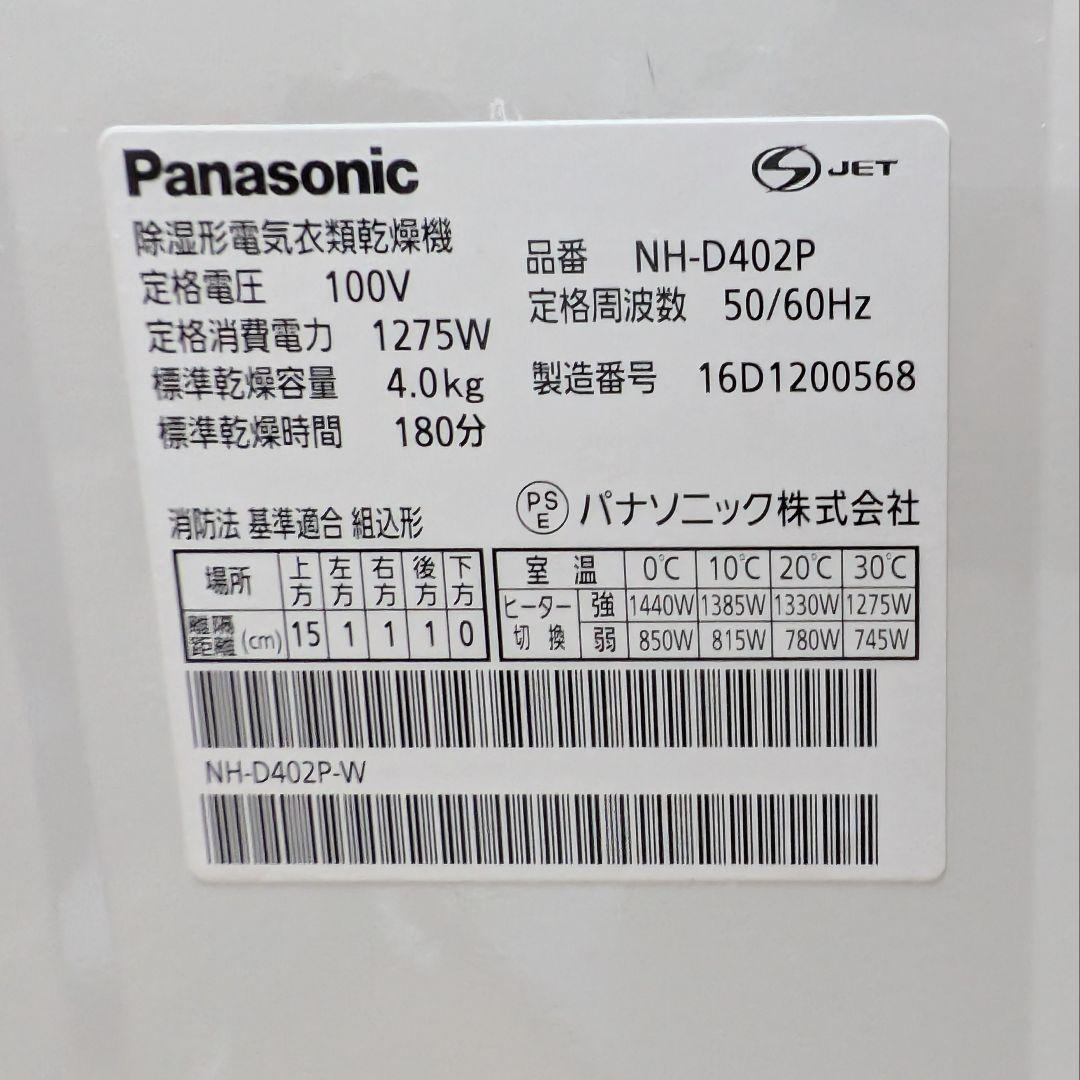 Panasonic
S JET
除湿形電気衣類乾燥機
定格電圧 100V
定格消費電力 1275W
標準乾燥容量 4.0kg
標準乾燥時間 180分
品番 NH-D402P
定格周波数 50/60Hz
製造番号 16D1200568
PS
E
パナソニック株式会社
消防法 基準適合 組込形
場所 上方 左方 右方 後方 下方
離隔距離 (cm) 15 1 1 1 0
室温 0℃ 10℃ 20℃ 30℃
ヒーター切換 強 1440W 1385W 1330W 1275W
弱 850W 815W 780W 745W
NH-D402P-W